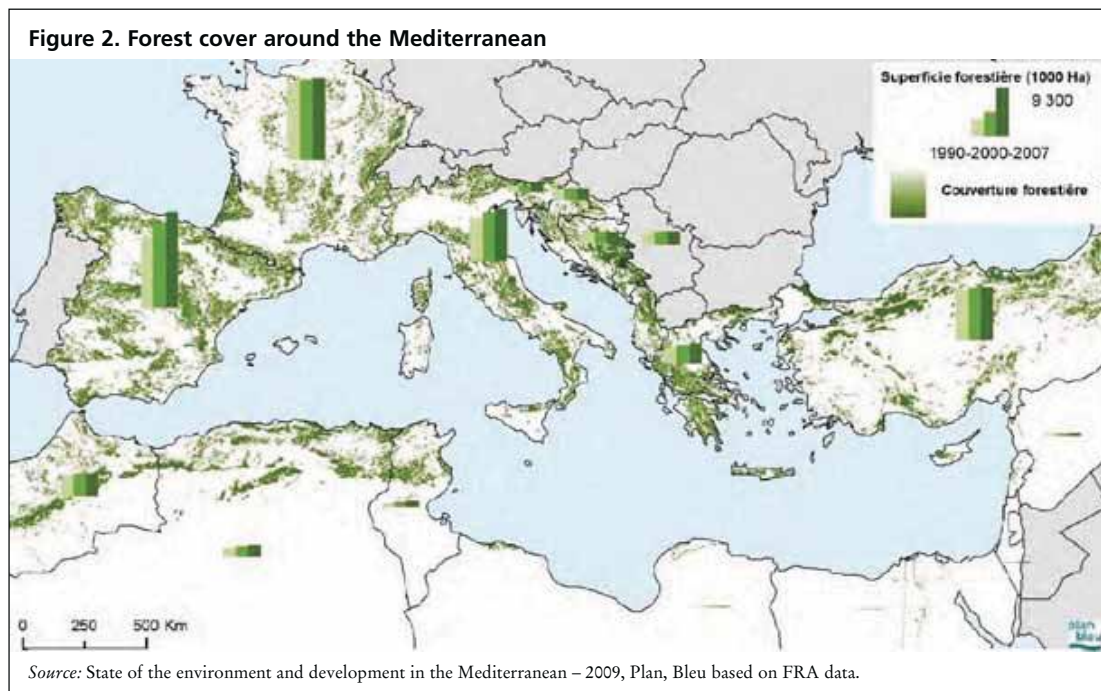 Figure 2. Forest cover around the Mediterranean
Superficie forestière (1000 Ha)
9 300
1990-2000-2007
Couverture forestière
0 250 500 Km
plan
bleu
Source: State of the environment and development in the Mediterranean – 2009, Plan, Bleu based on FRA data.